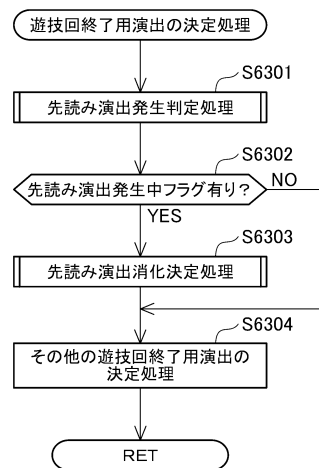 遊技回終了用演出の決定処理
S6301
先読み演出発生判定処理
S6302
先読み演出発生中フラグ有り?
NO
YES
S6303
先読み演出消化決定処理
S6304
その他の遊技回終了用演出の
決定処理
RET